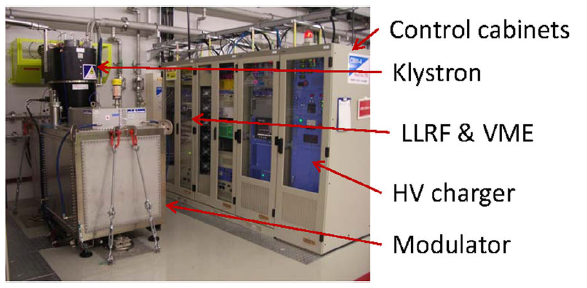 Control cabinets
Klystron
LLRF & VME
HV charger
Modulator